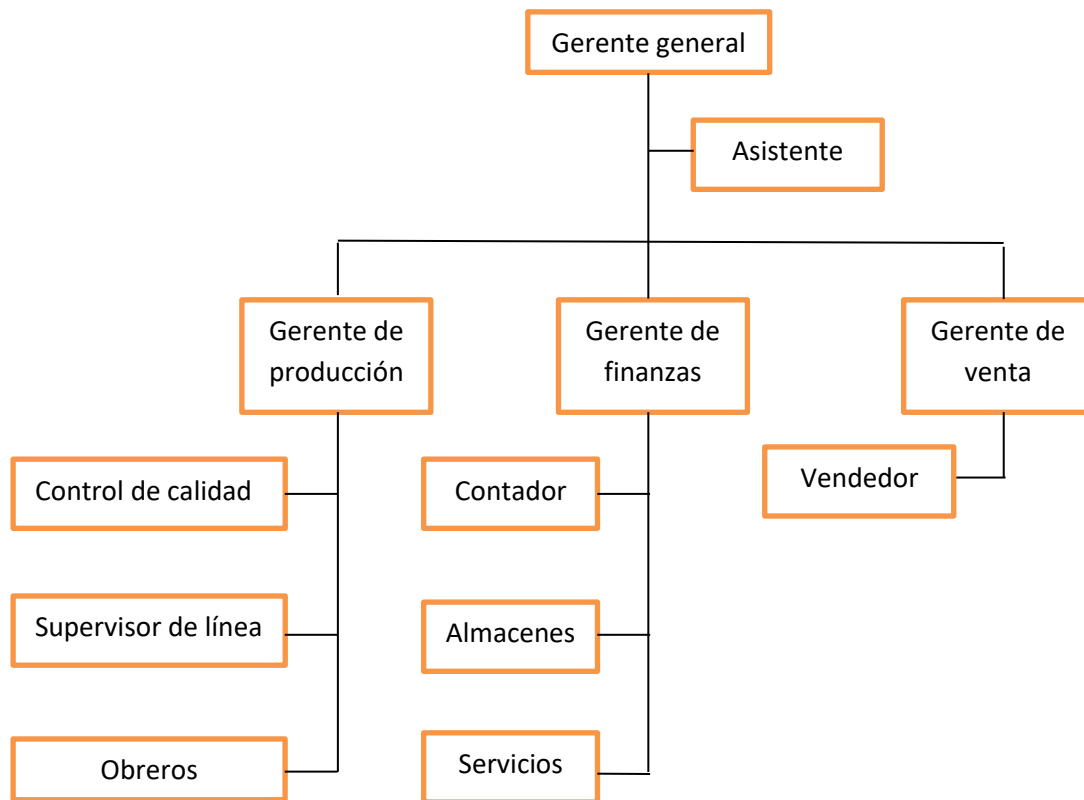 Gerente general
Asistente
Gerente de
producción
Gerente de
finanzas
Gerente de
venta
Control de calidad
Contador
Vendedor
Supervisor de línea
Almacenes
Obreros
Servicios